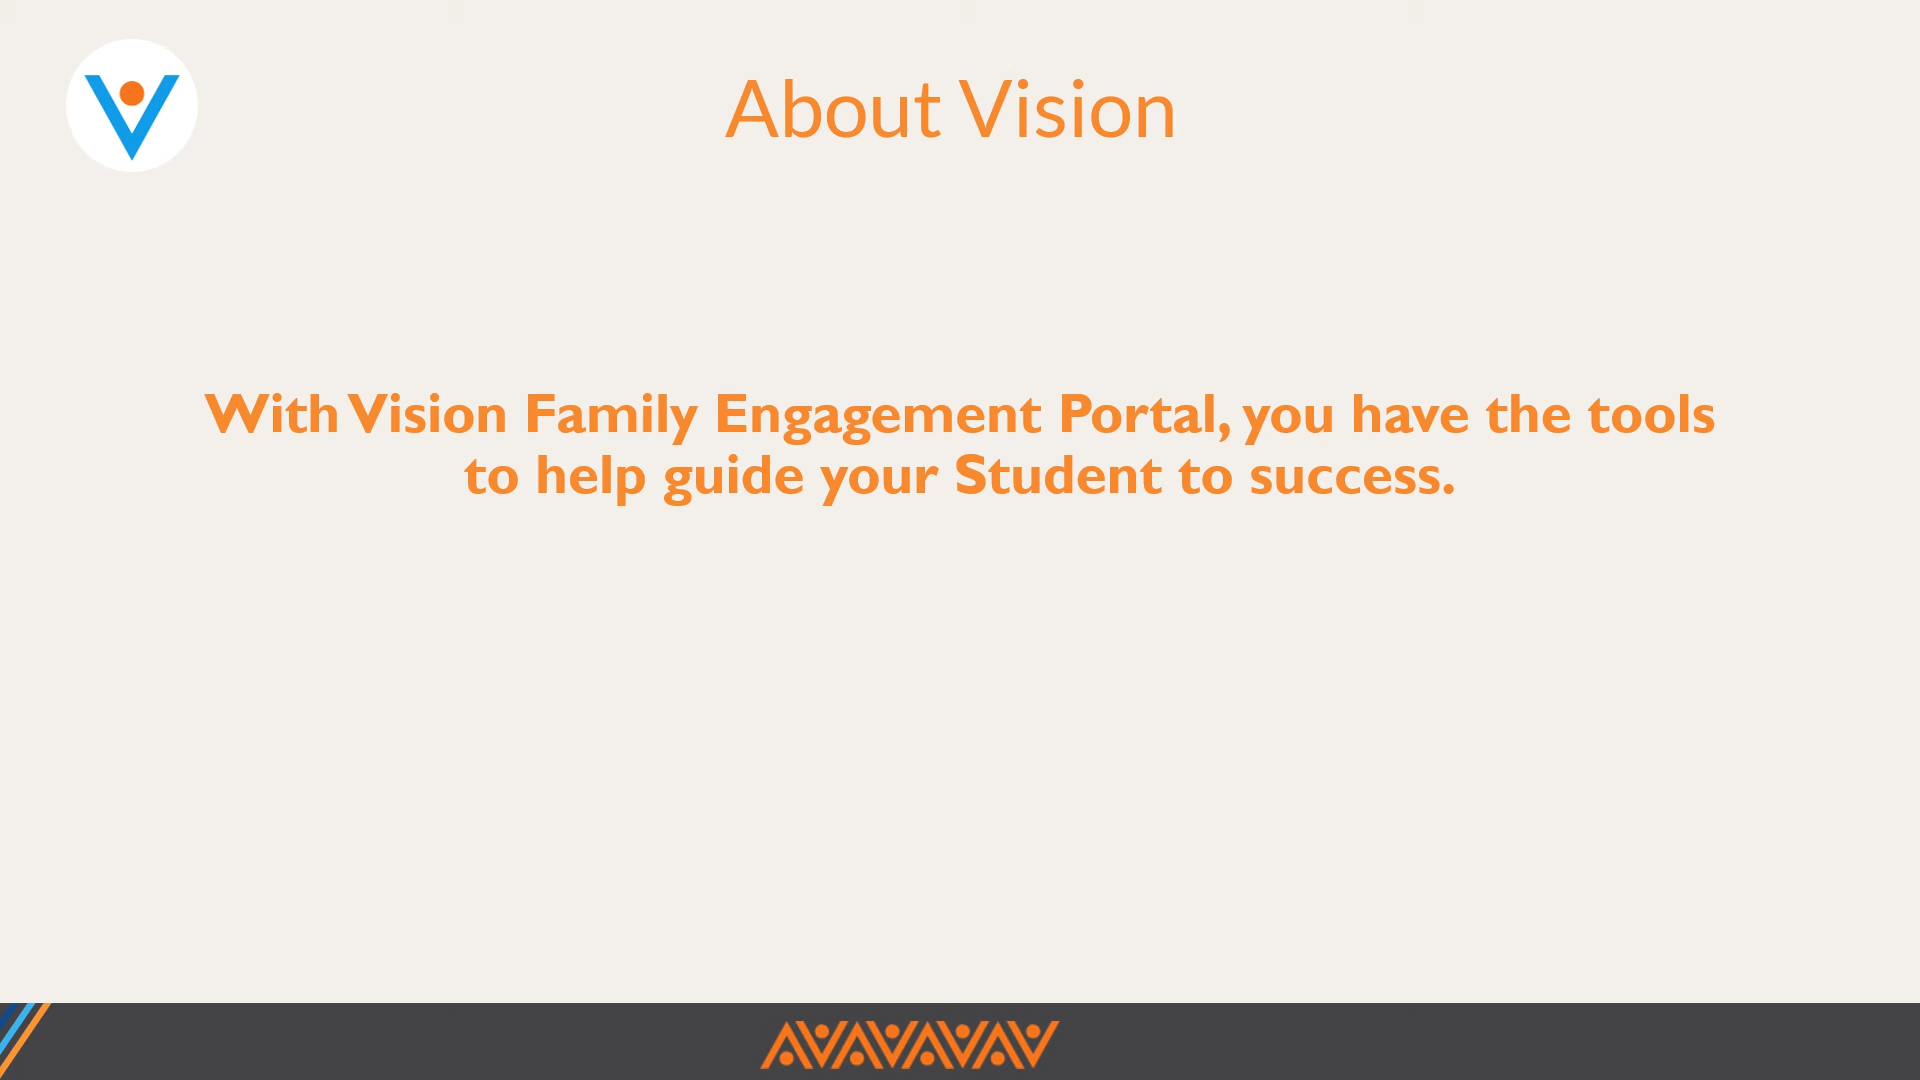 About Vision
With Vision Family Engagement Portal, you have the tools
to help guide your Student to success.